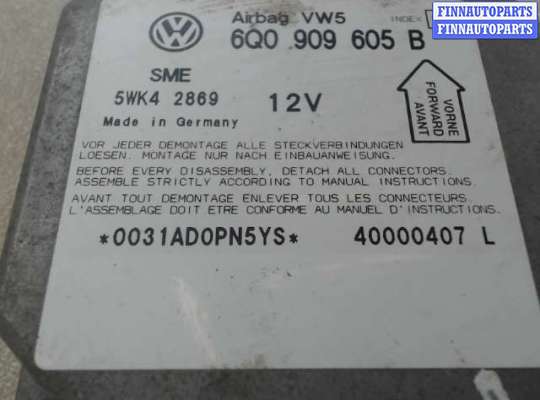 FINNAUTOPARTS
FINNAUTOPARTS
Airbag VW5 INDEX
6Q0 909 605 B
SME
5WK4 2869 12V
Made in Germany
VORNE
FORWARD
AVANT
VOR JEDER DEMONTAGE ALLE STECKVERBINDUNGEN
LOESEN. MONTAGE NUR NACH EINBAUANWEISUNG.
BEFORE EVERY DISASSEMBLY, DETACH ALL CONNECTORS.
ASSEMBLE STRICTLY ACCORDING TO MANUAL INSTRUCTIONS.
AVANT TOUT DEMONTAGE ENLEVER TOUS LES CONNECTEURS.
L'ASSEMBLAGE DOIT ETRE CONFORME AU MANUEL D'INSTRUCTIONS.
*0031AD0PN5YS* 40000407 L
FINNAUTOPARTS
FINNAUTOPARTS